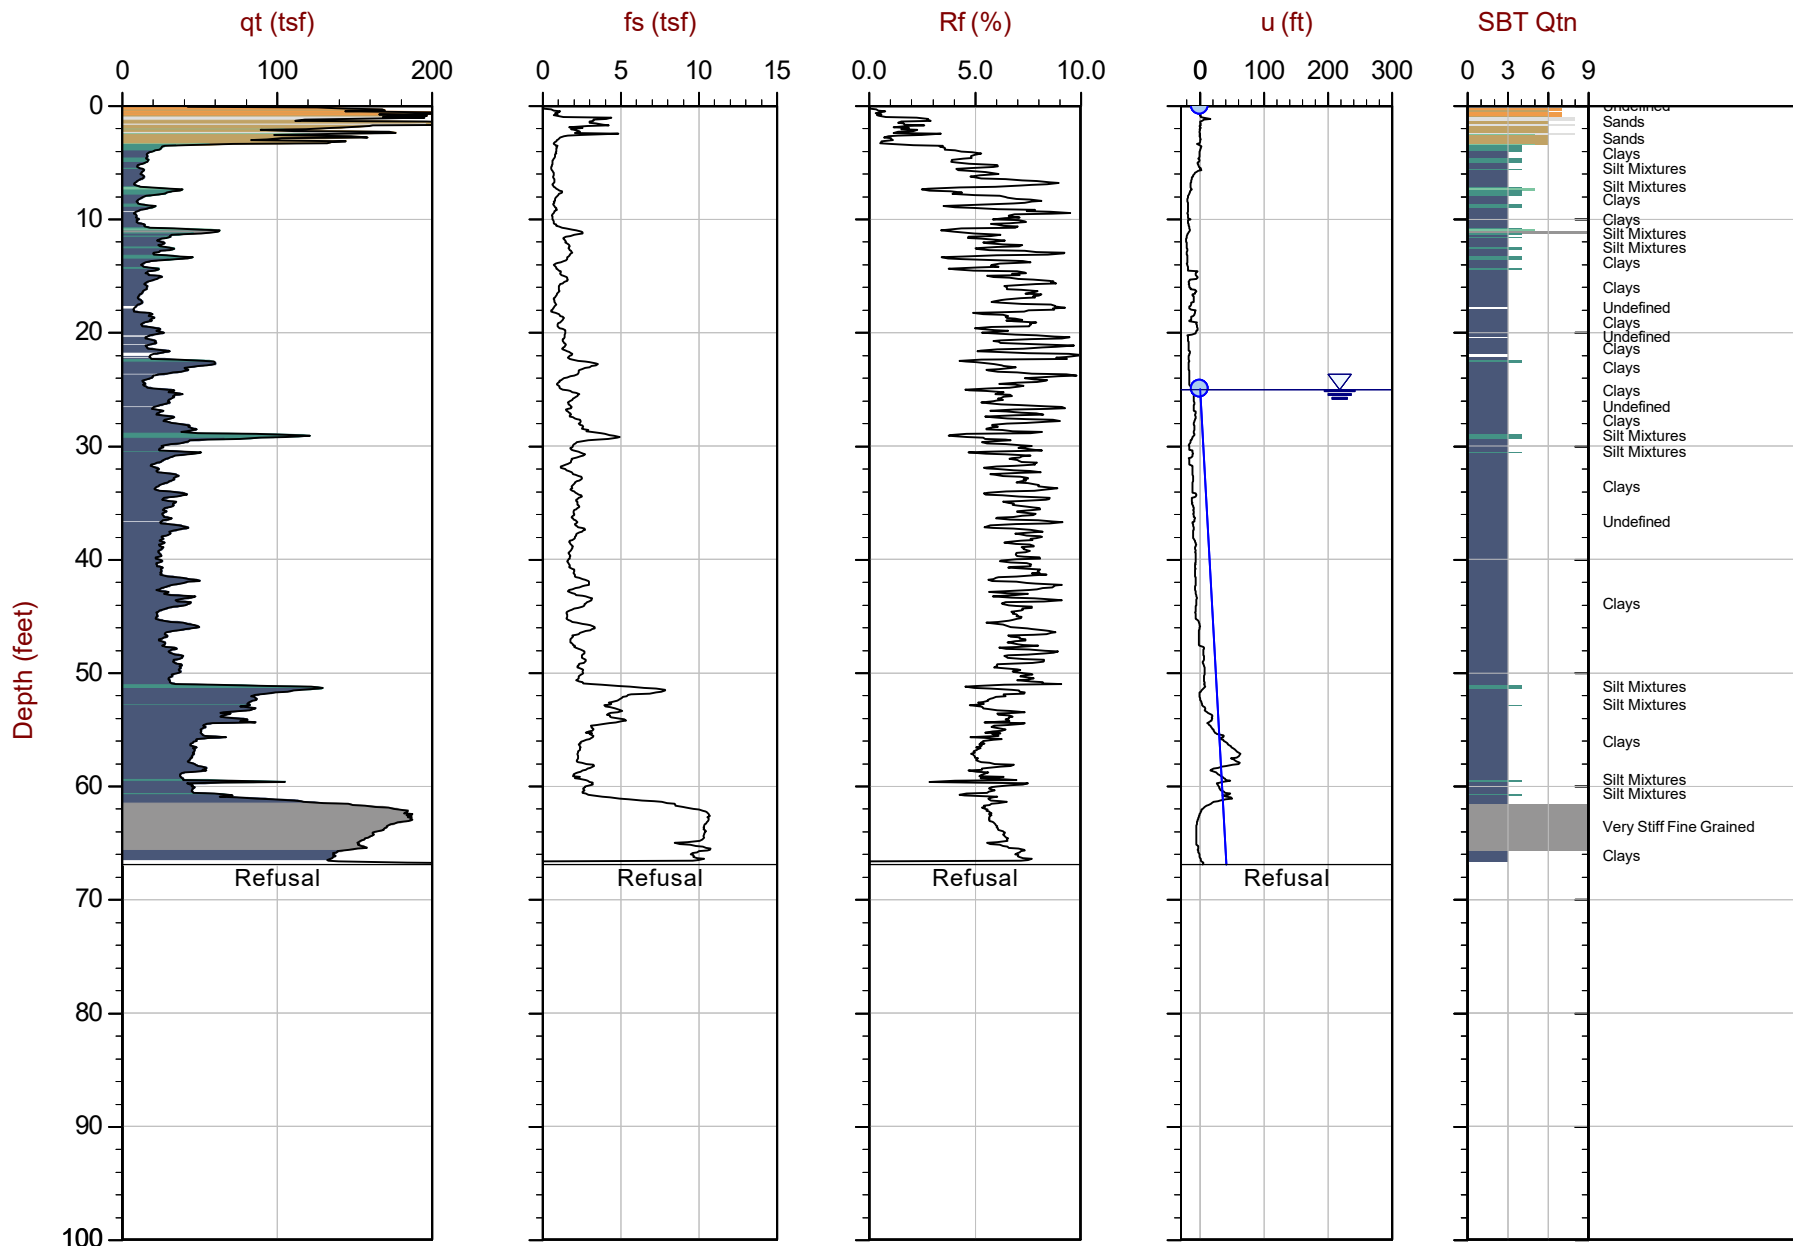 qt (tsf) fs (tsf) Rf (%) u (ft) SBT Qtn
0 100 200 0 5 10 15 0.0 5.0 10.0 0 100 200 300 0 3 6 9
Depth (feet)
0
10
20
30
40
50
60
70
80
90
100
Undefined
Sands
Sands
Clays
Silt Mixtures
Silt Mixtures
Clays
Clays
Silt Mixtures
Silt Mixtures
Clays
Clays
Undefined
Clays
Undefined
Clays
Clays
Clays
Undefined
Clays
Silt Mixtures
Silt Mixtures
Clays
Undefined
Clays
Silt Mixtures
Silt Mixtures
Clays
Silt Mixtures
Silt Mixtures
Very Stiff Fine Grained
Clays
Refusal Refusal Refusal Refusal